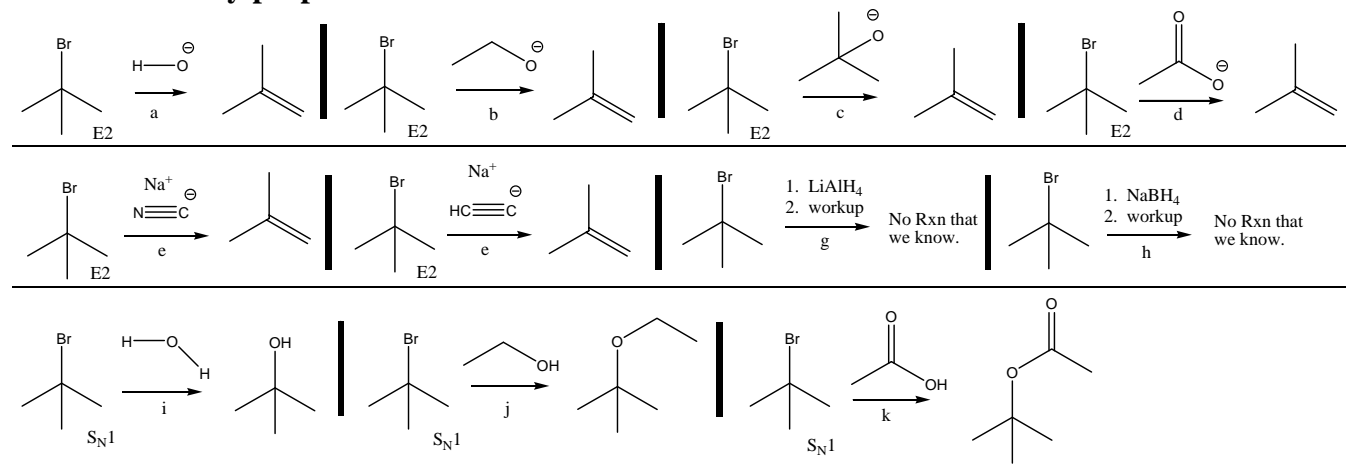 Br
H O ⊖
a
E2
Br
O ⊖
b
E2
Br
O ⊖
c
E2
Br
O
O ⊖
d
E2
Br
Na+
N C ⊖
e
E2
Br
Na+
HC C ⊖
e
E2
Br
1. LiAlH4
2. workup
g
No Rxn that
we know.
Br
1. NaBH4
2. workup
h
No Rxn that
we know.
Br
H O
H
i
OH
SN1
Br
OH
j
O
SN1
Br
O
OH
k
O
O
SN1